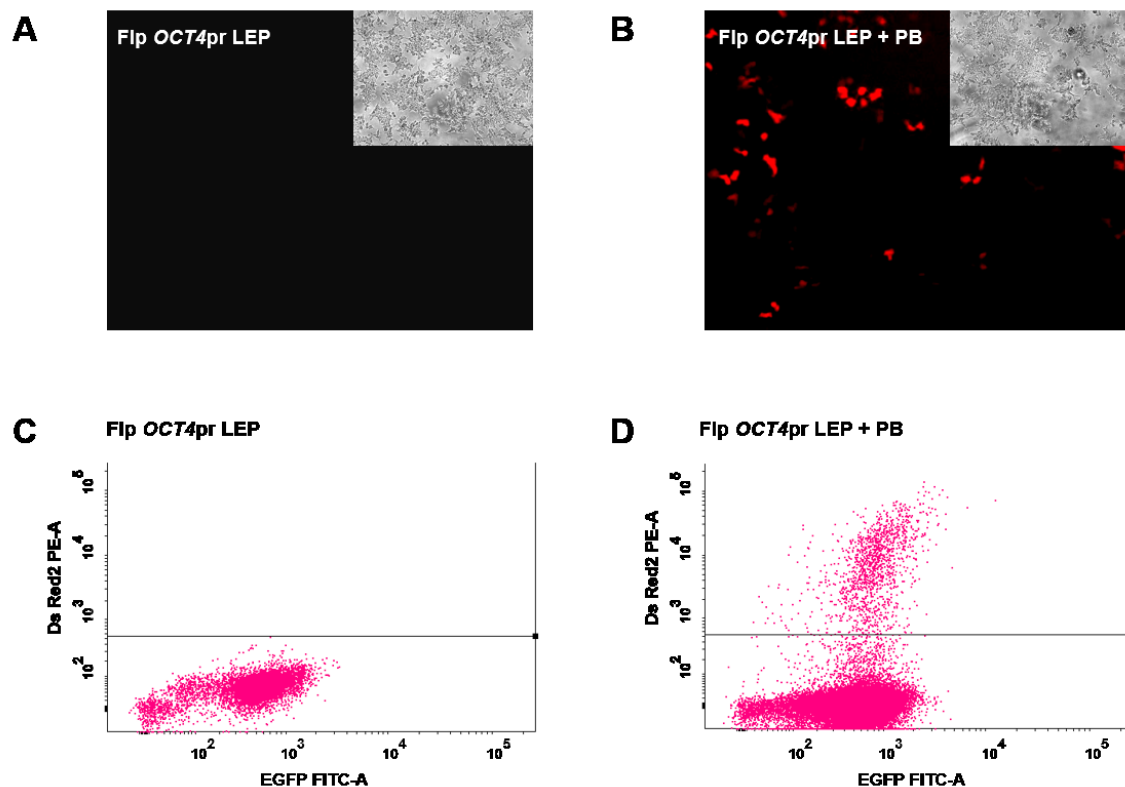 A
Flp OCT4pr LEP
B
Flp OCT4pr LEP + PB
C
Flp OCT4pr LEP
Ds Red2 PE-A
10^5
10^4
10^3
10^2
10^2 10^3 10^4 10^5
EGFP FITC-A
D
Flp OCT4pr LEP + PB
Ds Red2 PE-A
10^5
10^4
10^3
10^2
10^2 10^3 10^4 10^5
EGFP FITC-A